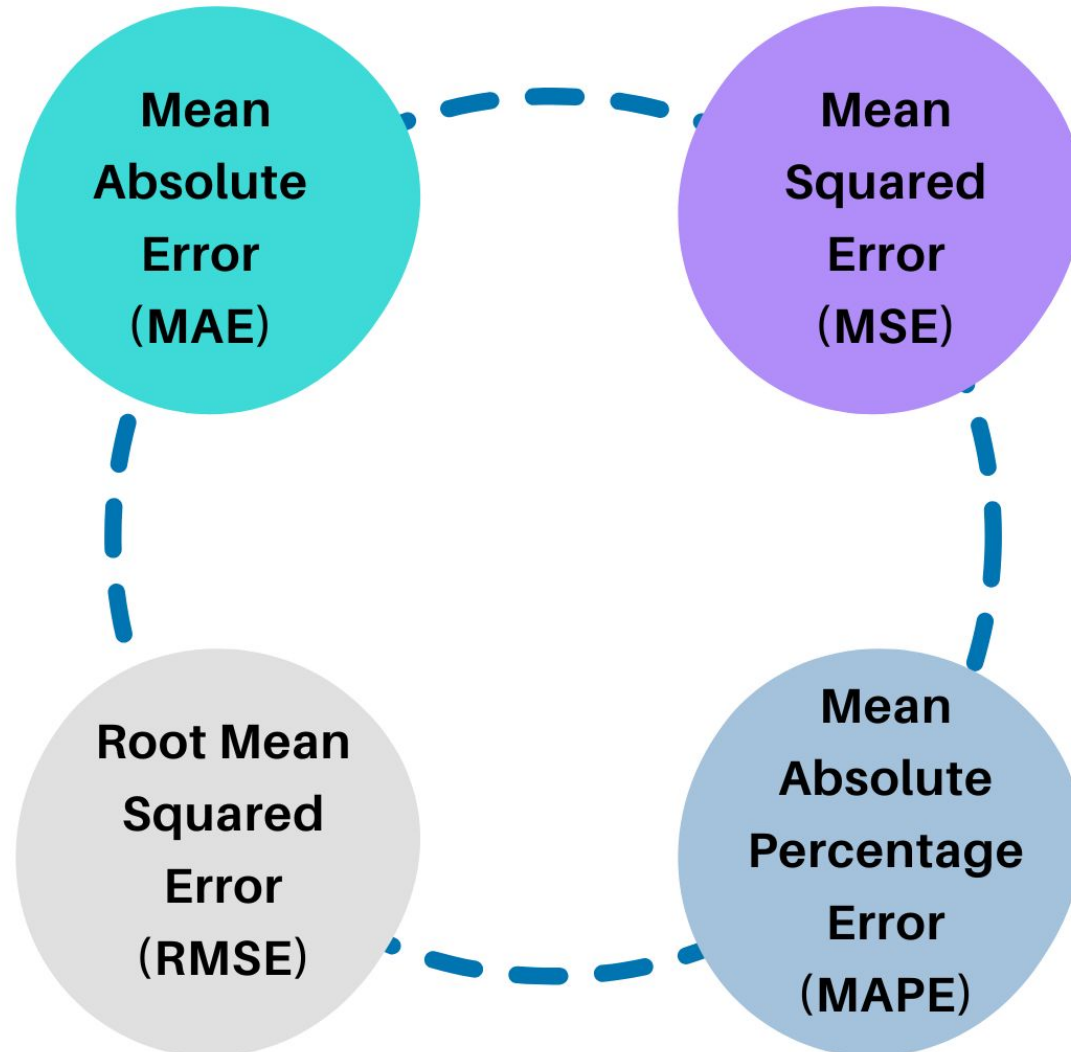 Mean
Absolute
Error
(MAE)
Mean
Squared
Error
(MSE)
Root Mean
Squared
Error
(RMSE)
Mean
Absolute
Percentage
Error
(MAPE)